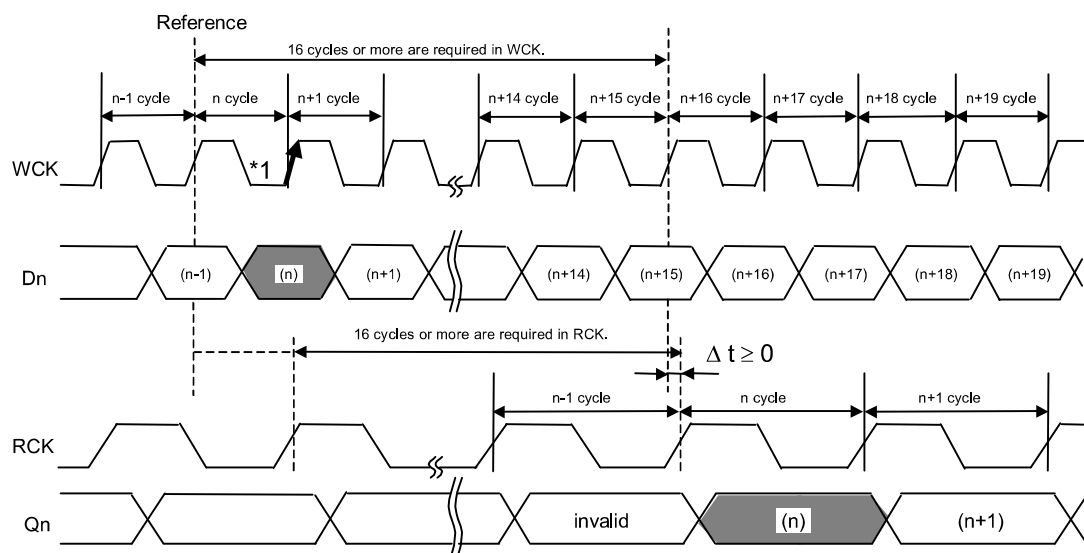 Reference
16 cycles or more are required in WCK.
n-1 cycle n cycle n+1 cycle n+14 cycle n+15 cycle n+16 cycle n+17 cycle n+18 cycle n+19 cycle
WCK *1
Dn (n-1) (n) (n+1) (n+14) (n+15) (n+16) (n+17) (n+18) (n+19)
16 cycles or more are required in RCK.
Δ t ≥ 0
n-1 cycle n cycle n+1 cycle
RCK
Qn invalid (n) (n+1)